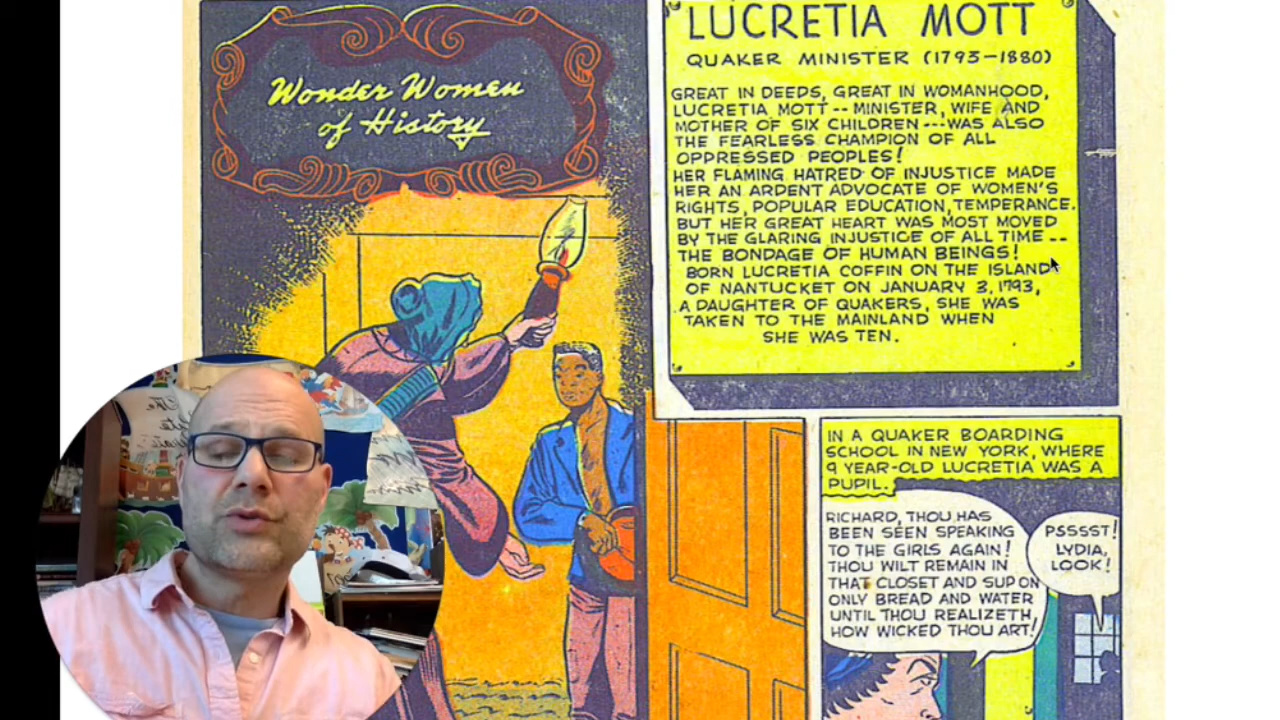 Wonder Women
of History
LUCRETIA MOTT
QUAKER MINISTER (1793-1880)
GREAT IN DEEDS, GREAT IN WOMANHOOD,
LUCRETIA MOTT -- MINISTER, WIFE AND
MOTHER OF SIX CHILDREN --- WAS ALSO
THE FEARLESS CHAMPION OF ALL
OPPRESSED PEOPLES!
HER FLAMING HATRED OF INJUSTICE MADE
HER AN ARDENT ADVOCATE OF WOMEN'S
RIGHTS, POPULAR EDUCATION, TEMPERANCE.
BUT HER GREAT HEART WAS MOST MOVED
BY THE GLARING INJUSTICE OF ALL TIME --
THE BONDAGE OF HUMAN BEINGS!
BORN LUCRETIA COFFIN ON THE ISLAND
OF NANTUCKET ON JANUARY 3, 1793,
A DAUGHTER OF QUAKERS, SHE WAS
TAKEN TO THE MAINLAND WHEN
SHE WAS TEN.
IN A QUAKER BOARDING
SCHOOL IN NEW YORK, WHERE
9 YEAR-OLD LUCRETIA WAS A
PUPIL.
RICHARD, THOU HAS
BEEN SEEN SPEAKING
TO THE GIRLS AGAIN!
THOU WILT REMAIN IN
THAT CLOSET AND SUP ON
ONLY BREAD AND WATER
UNTIL THOU REALIZETH,
HOW WICKED THOU ART!
PSSSST!
LYDIA,
LOOK!